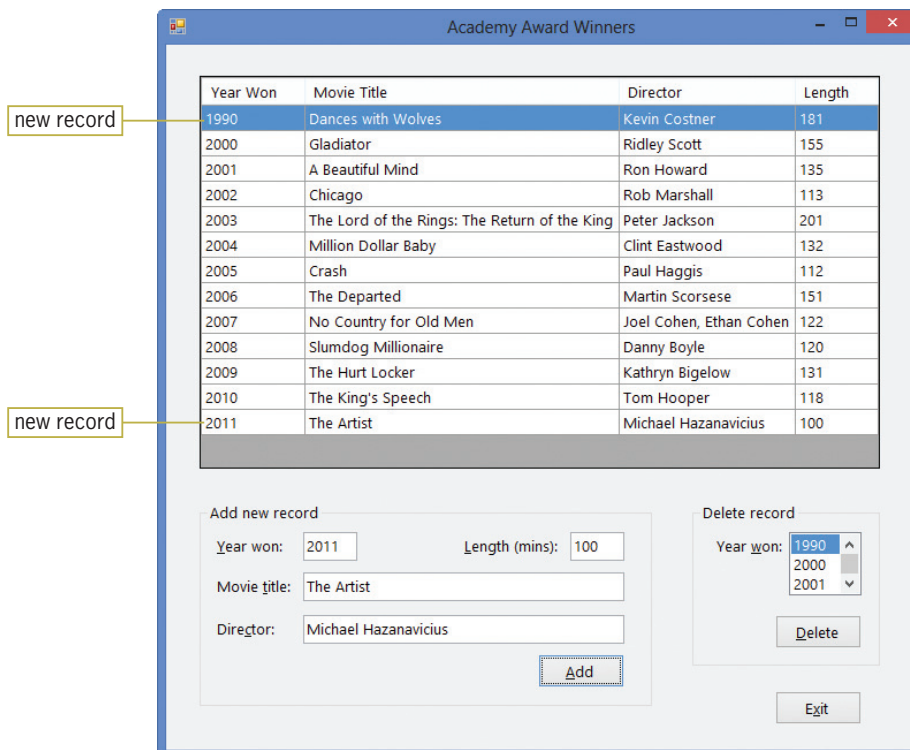 Academy Award Winners
Year Won Movie Title Director Length
new record
1990 Dances with Wolves Kevin Costner 181
2000 Gladiator Ridley Scott 155
2001 A Beautiful Mind Ron Howard 135
2002 Chicago Rob Marshall 113
2003 The Lord of the Rings: The Return of the King Peter Jackson 201
2004 Million Dollar Baby Clint Eastwood 132
2005 Crash Paul Haggis 112
2006 The Departed Martin Scorsese 151
2007 No Country for Old Men Joel Cohen, Ethan Cohen 122
2008 Slumdog Millionaire Danny Boyle 120
2009 The Hurt Locker Kathryn Bigelow 131
2010 The King's Speech Tom Hooper 118
new record
2011 The Artist Michael Hazanavicius 100
Add new record
Year won: 2011 Length (mins): 100
Movie title: The Artist
Director: Michael Hazanavicius
Add
Delete record
Year won: 1990
2000
2001
Delete
Exit